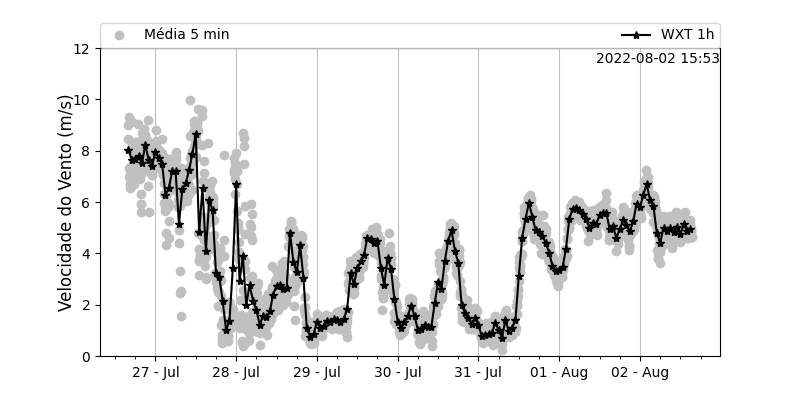 Média 5 min
WXT 1h
2022-08-02 15:53
Velocidade do Vento (m/s)
12
10
8
6
4
2
0
27 - Jul
28 - Jul
29 - Jul
30 - Jul
31 - Jul
01 - Aug
02 - Aug